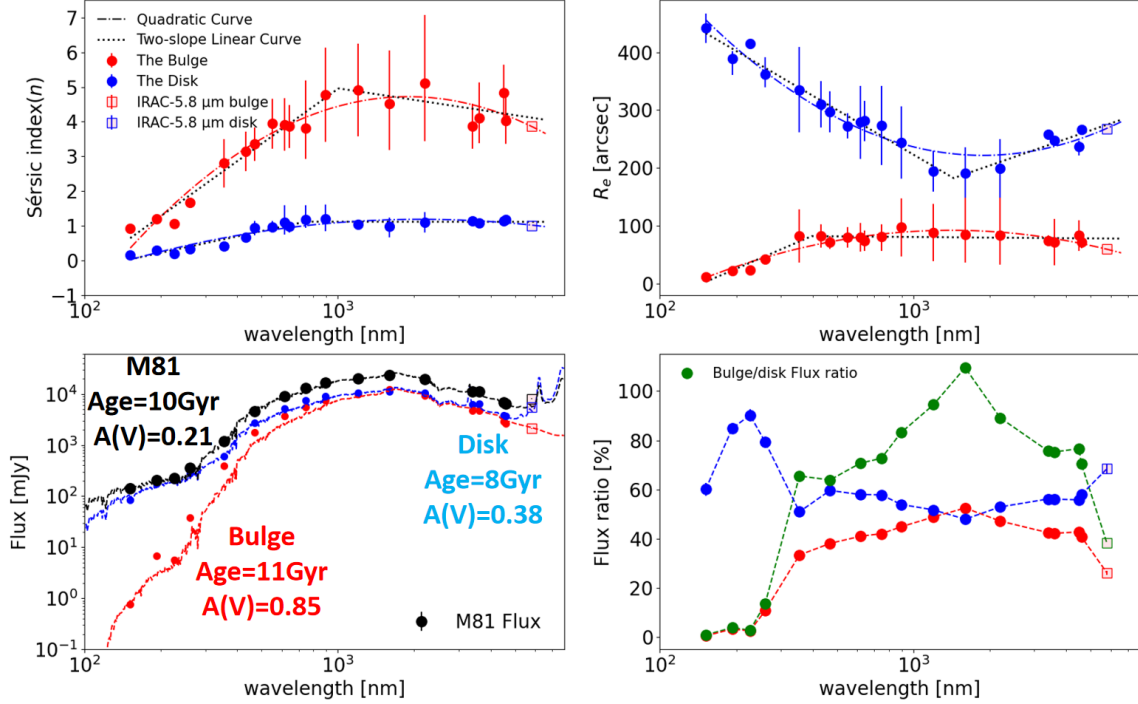 Quadratic Curve
Two-slope Linear Curve
The Bulge
The Disk
IRAC-5.8 μm bulge
IRAC-5.8 μm disk
7
6
5
4
3
2
1
0
−1
Sérsic index(n)
10²
10³
wavelength [nm]
400
300
200
100
0
Rₑ [arcsec]
10²
10³
wavelength [nm]
M81
Age=10Gyr
A(V)=0.21
Disk
Age=8Gyr
A(V)=0.38
Bulge
Age=11Gyr
A(V)=0.85
M81 Flux
10⁴
10³
10²
10¹
10⁰
10⁻¹
Flux [mJy]
10²
10³
wavelength [nm]
Bulge/disk Flux ratio
100
80
60
40
20
0
Flux ratio [%]
10²
10³
wavelength [nm]